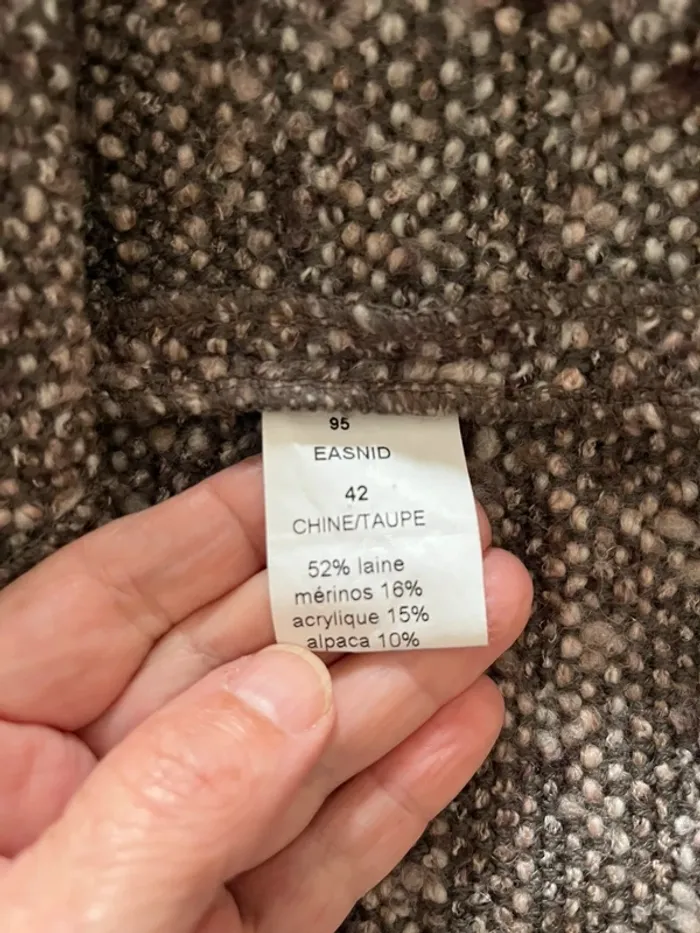 95
EASNID
42
CHINE/TAUPE
52% laine
mérinos 16%
acrylique 15%
alpaca 10%